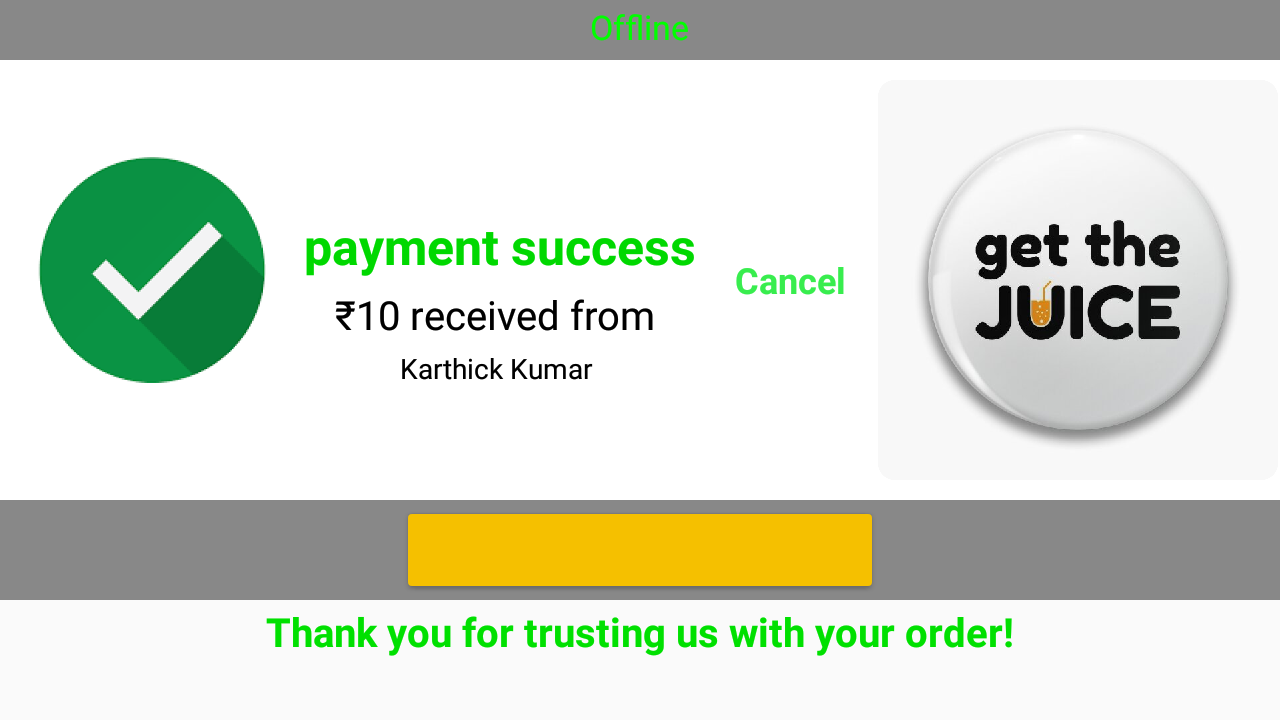 Offline
payment success
₹10 received from
Karthick Kumar
Cancel
get the
JUICE
Thank you for trusting us with your order!